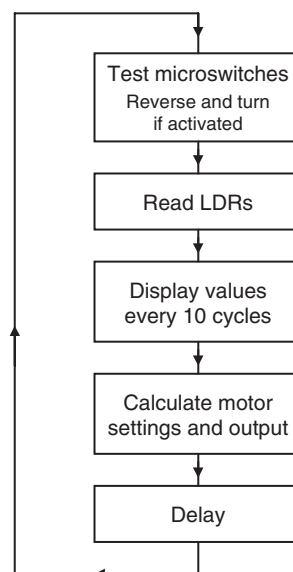 Test microswitches
Reverse and turn
if activated
Read LDRs
Display values
every 10 cycles
Calculate motor
settings and output
Delay